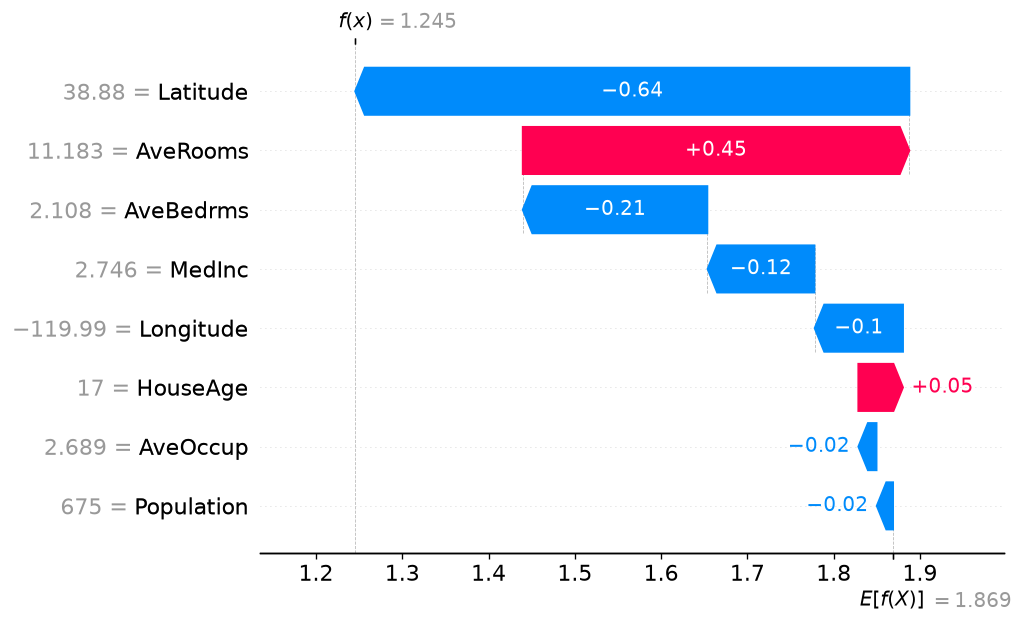 f(x) = 1.245
38.88 = Latitude −0.64
11.183 = AveRooms +0.45
2.108 = AveBedrms −0.21
2.746 = MedInc −0.12
−119.99 = Longitude −0.1
17 = HouseAge +0.05
2.689 = AveOccup −0.02
675 = Population −0.02
1.2 1.3 1.4 1.5 1.6 1.7 1.8 1.9
E[f(X)] = 1.869